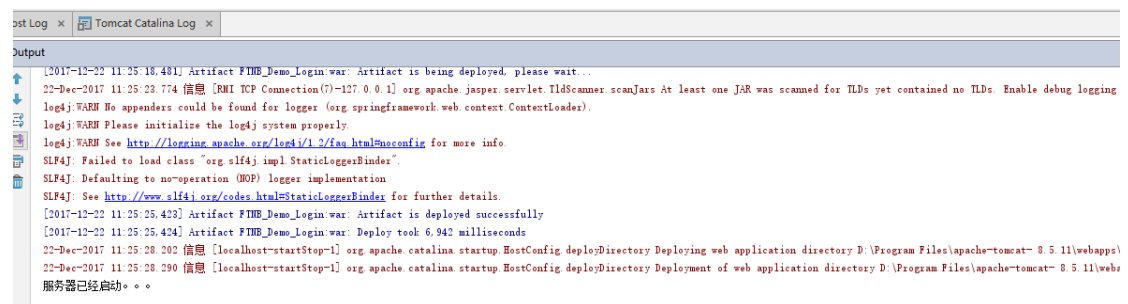 ost Log × Tomcat Catalina Log ×
Output
[2017-12-22 11:25:18,481] Artifact FTNB_Demo_Login:war: Artifact is being deployed, please wait...
22-Dec-2017 11:25:23.774 信息 [RMI TCP Connection(7)-127.0.0.1] org.apache.jasper.servlet.TldScanner.scanJars At least one JAR was scanned for TLDs yet contained no TLDs. Enable debug logging
log4j:WARN No appenders could be found for logger (org.springframework.web.context.ContextLoader).
log4j:WARN Please initialize the log4j system properly.
log4j:WARN See http://logging.apache.org/log4j/1.2/faq.html#noconfig for more info.
SLF4J: Failed to load class "org.slf4j.impl.StaticLoggerBinder".
SLF4J: Defaulting to no-operation (NOP) logger implementation
SLF4J: See http://www.slf4j.org/codes.html#StaticLoggerBinder for further details.
[2017-12-22 11:25:25,423] Artifact FTNB_Demo_Login:war: Artifact is deployed successfully
[2017-12-22 11:25:25,424] Artifact FTNB_Demo_Login:war: Deploy took 6,942 milliseconds
22-Dec-2017 11:25:28.202 信息 [localhost-startStop-1] org.apache.catalina.startup.HostConfig.deployDirectory Deploying web application directory D:\Program Files\apache-tomcat- 8.5.11\webapps\
22-Dec-2017 11:25:28.290 信息 [localhost-startStop-1] org.apache.catalina.startup.HostConfig.deployDirectory Deployment of web application directory D:\Program Files\apache-tomcat- 8.5.11\weba
服务器已经启动。。。